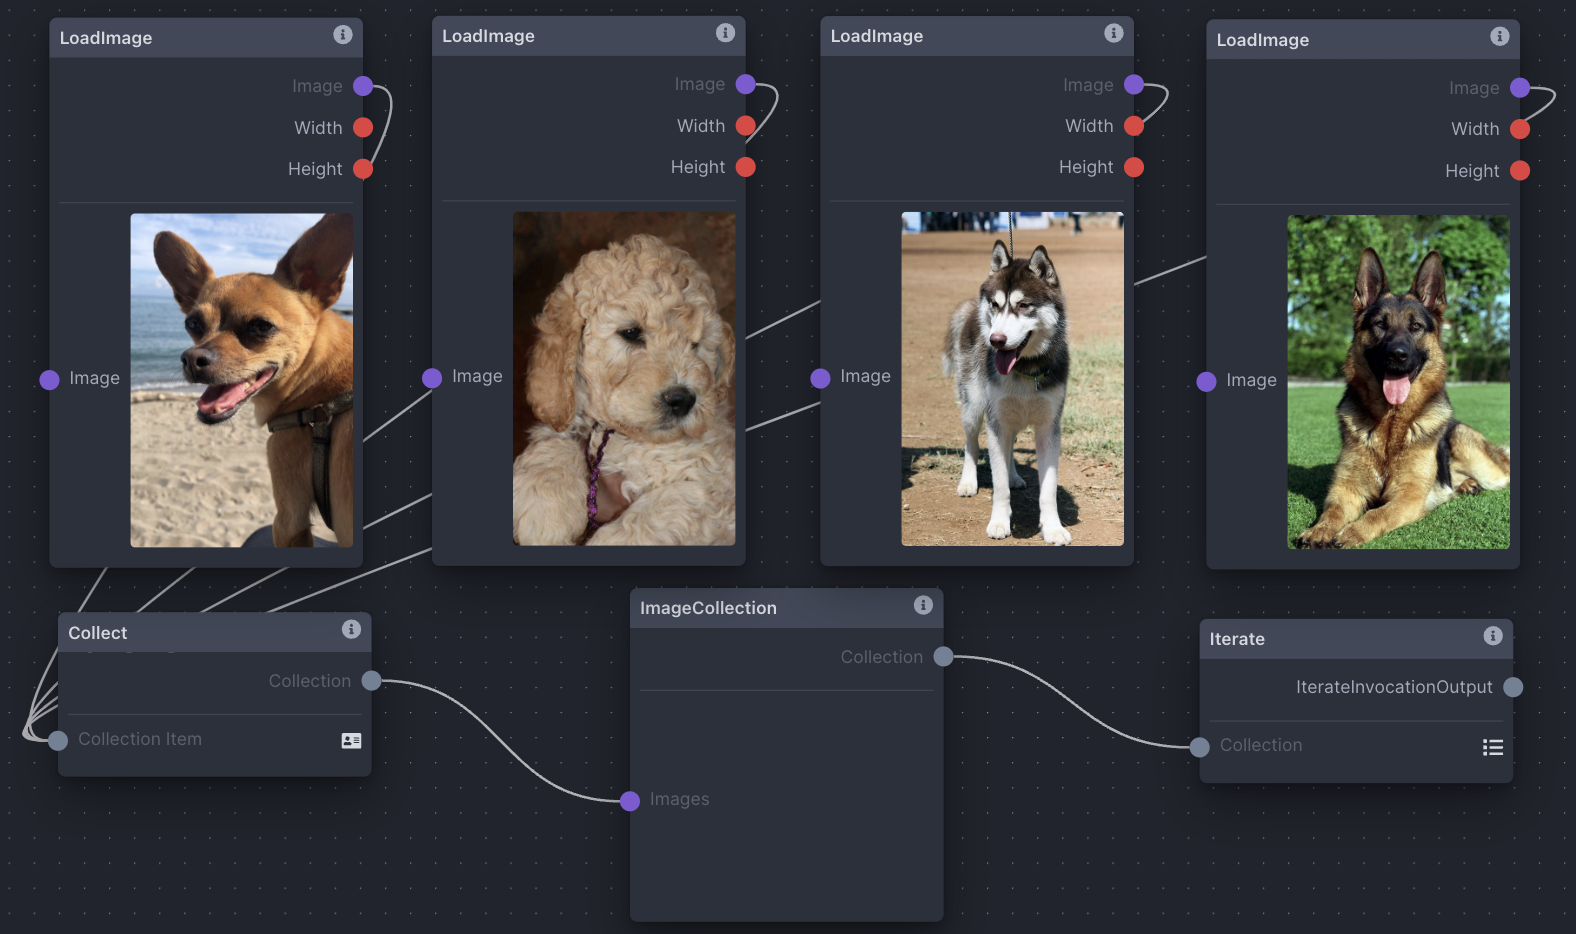 LoadImage
Image
Width
Height
Image
LoadImage
Image
Width
Height
Image
LoadImage
Image
Width
Height
Image
LoadImage
Image
Width
Height
Image
Collect
Collection
Collection Item
ImageCollection
Collection
Images
Iterate
IterateInvocationOutput
Collection